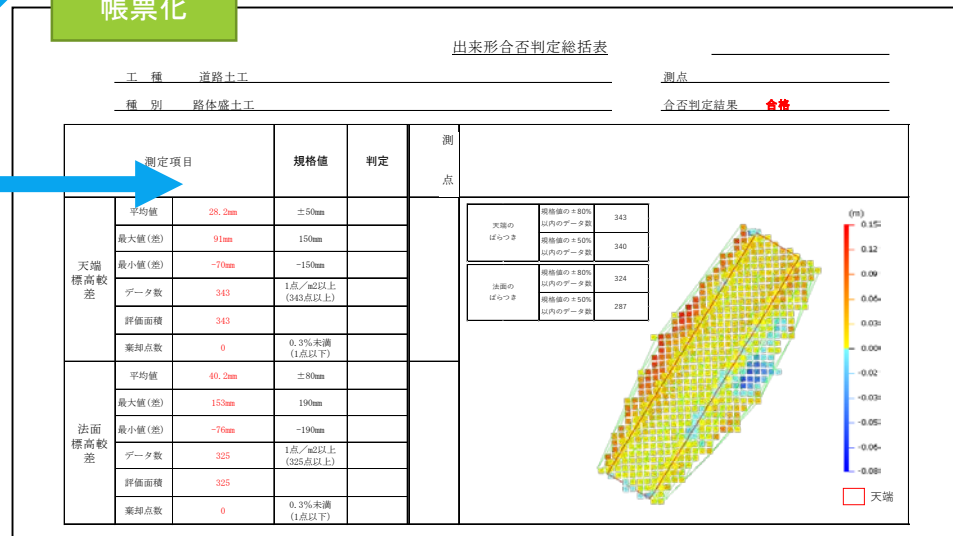 帳票化
出来形合否判定総括表
工　種　道路土工
測点
種　別　路体盛土工
合否判定結果　合格
測定項目　規格値　判定　測点
天端標高較差
平均値　28.2mm　±50mm
最大値(差)　91mm　150mm
最小値(差)　-70mm　-150mm
データ数　343　1点／m2以上
(343点以上)
評価面積　343
棄却点数　0　0.3%未満
(1点以下)
法面標高較差
平均値　40.2mm　±80mm
最大値(差)　153mm　190mm
最小値(差)　-76mm　-190mm
データ数　325　1点／m2以上
(325点以上)
評価面積　325
棄却点数　0　0.3%未満
(1点以下)
天端の
ばらつき
規格値の±80%
以内のデータ数　343
規格値の±50%
以内のデータ数　340
法面の
ばらつき
規格値の±80%
以内のデータ数　324
規格値の±50%
以内のデータ数　287
(m)
0.15
0.12
0.09
0.06
0.03
0.00
-0.02
-0.03
-0.05
-0.06
-0.08
天端